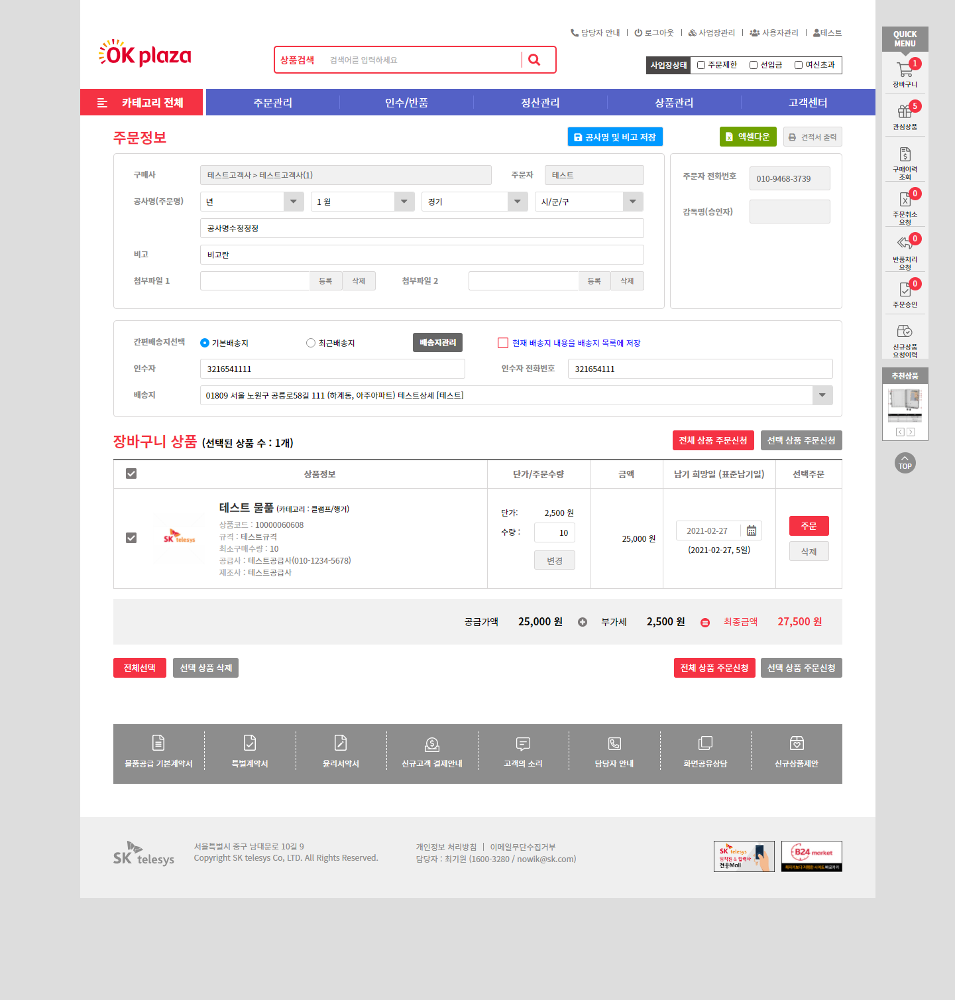 담당자 안내 | 로그아웃 | 사업장관리 | 사용자관리 | 테스트
OK plaza
상품검색 검색어를 입력하세요
사업장상태 주문제한 선입금 여신초과
카테고리 전체 주문관리 인수/반품 정산관리 상품관리 고객센터
주문정보
공사명 및 비고 저장
엑셀다운 견적서 출력
구매사 테스트고객사 > 테스트고객사(1) 주문자 테스트
공사명(주문명) 년 1 월 경기 시/군/구
공사명수정정정
비고 비고란
첨부파일 1 등록 삭제 첨부파일 2 등록 삭제
주문자 전화번호 010-9468-3739
감독명(승인자)
간편배송지선택 기본배송지 최근배송지 배송지관리 현재 배송지 내용을 배송지 목록에 저장
인수자 3216541111 인수자 전화번호 321654111
배송지 01809 서울 노원구 공릉로58길 111 (하계동, 아주아파트) 테스트상세 [테스트]
장바구니 상품 (선택된 상품 수 : 1개)
전체 상품 주문신청 선택 상품 주문신청
상품정보 단가/주문수량 금액 납기 희망일 (표준납기일) 선택주문
SK telesys
테스트 물품 (카테고리 : 클램프/행거)
상품코드 : 10000060608
규격 : 테스트규격
최소구매수량 : 10
공급사 : 테스트공급사(010-1234-5678)
제조사 : 테스트공급사
단가: 2,500 원
수량 : 10
변경
25,000 원
2021-02-27
(2021-02-27, 5일)
주문
삭제
공급가액 25,000 원 부가세 2,500 원 최종금액 27,500 원
전체선택 선택 상품 삭제
전체 상품 주문신청 선택 상품 주문신청
물품공급 기본계약서 특별계약서 윤리서약서 신규고객 결제안내 고객의 소리 담당자 안내 화면공유상담 신규상품제안
SK telesys
서울특별시 중구 남대문로 10길 9
Copyright SK telesys Co, LTD. All Rights Reserved.
개인정보 처리방침 | 이메일무단수집거부
담당자 : 최기원 (1600-3280 / nowik@sk.com)
SK telesys
임직원 & 협력사
전용Mall
B24 market
QUICK
MENU
1
장바구니
5
관심상품
구매이력
조회
0
주문취소
요청
0
반품처리
요청
0
주문승인
신규상품
요청이력
추천상품
TOP